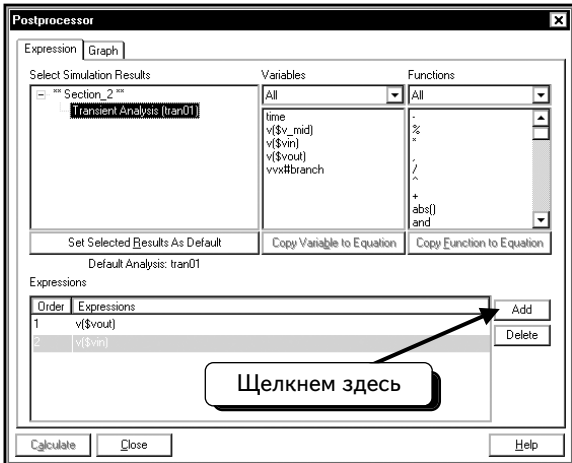 Postprocessor
Expression Graph
Select Simulation Results Variables Functions
** Section_2 ** All All
Transient Analysis (tran01)
time
v($v_mid)
v($vin)
v($vout)
vvx#branch
-
%
*
,
/
^
+
abs()
and
Set Selected Results As Default Copy Variable to Equation Copy Function to Equation
Default Analysis: tran01
Expressions
Order Expressions
1 v($vout)
2 v($vin)
Add
Delete
Щелкнем здесь
Calculate Close Help